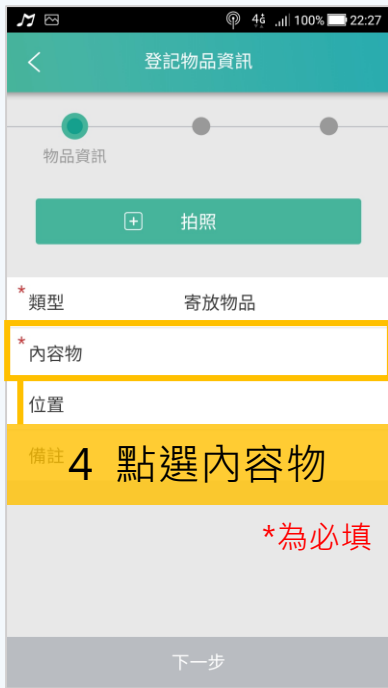 4G 100% 22:27
登記物品資訊
物品資訊
拍照
*類型 寄放物品
*內容物
位置
備註
4 點選內容物
*為必填
下一步